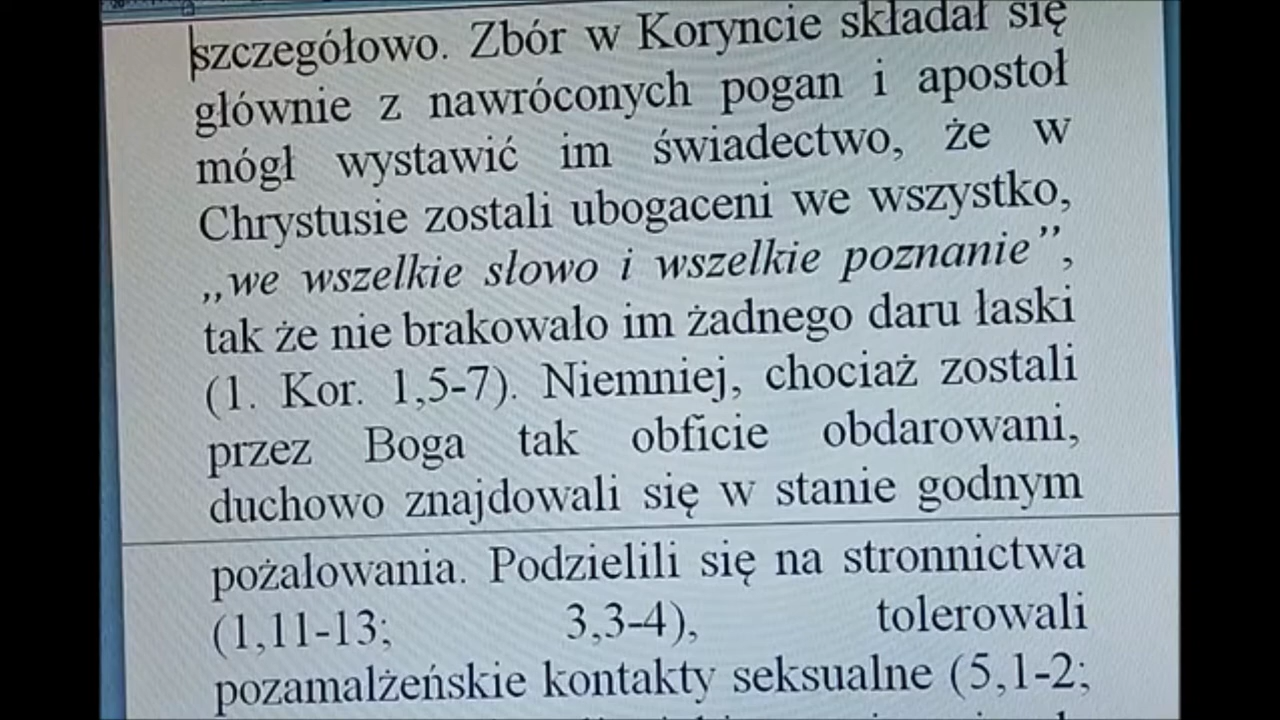 szczegółowo. Zbór w Koryncie składał się
głównie z nawróconych pogan i apostoł
mógł wystawić im świadectwo, że w
Chrystusie zostali ubogaceni we wszystko,
„we wszelkie słowo i wszelkie poznanie”,
tak że nie brakowało im żadnego daru łaski
(1. Kor. 1,5-7). Niemniej, chociaż zostali
przez Boga tak obficie obdarowani,
duchowo znajdowali się w stanie godnym
pożałowania. Podzielili się na stronnictwa
(1,11-13; 3,3-4), tolerowali
pozamalżeńskie kontakty seksualne (5,1-2;